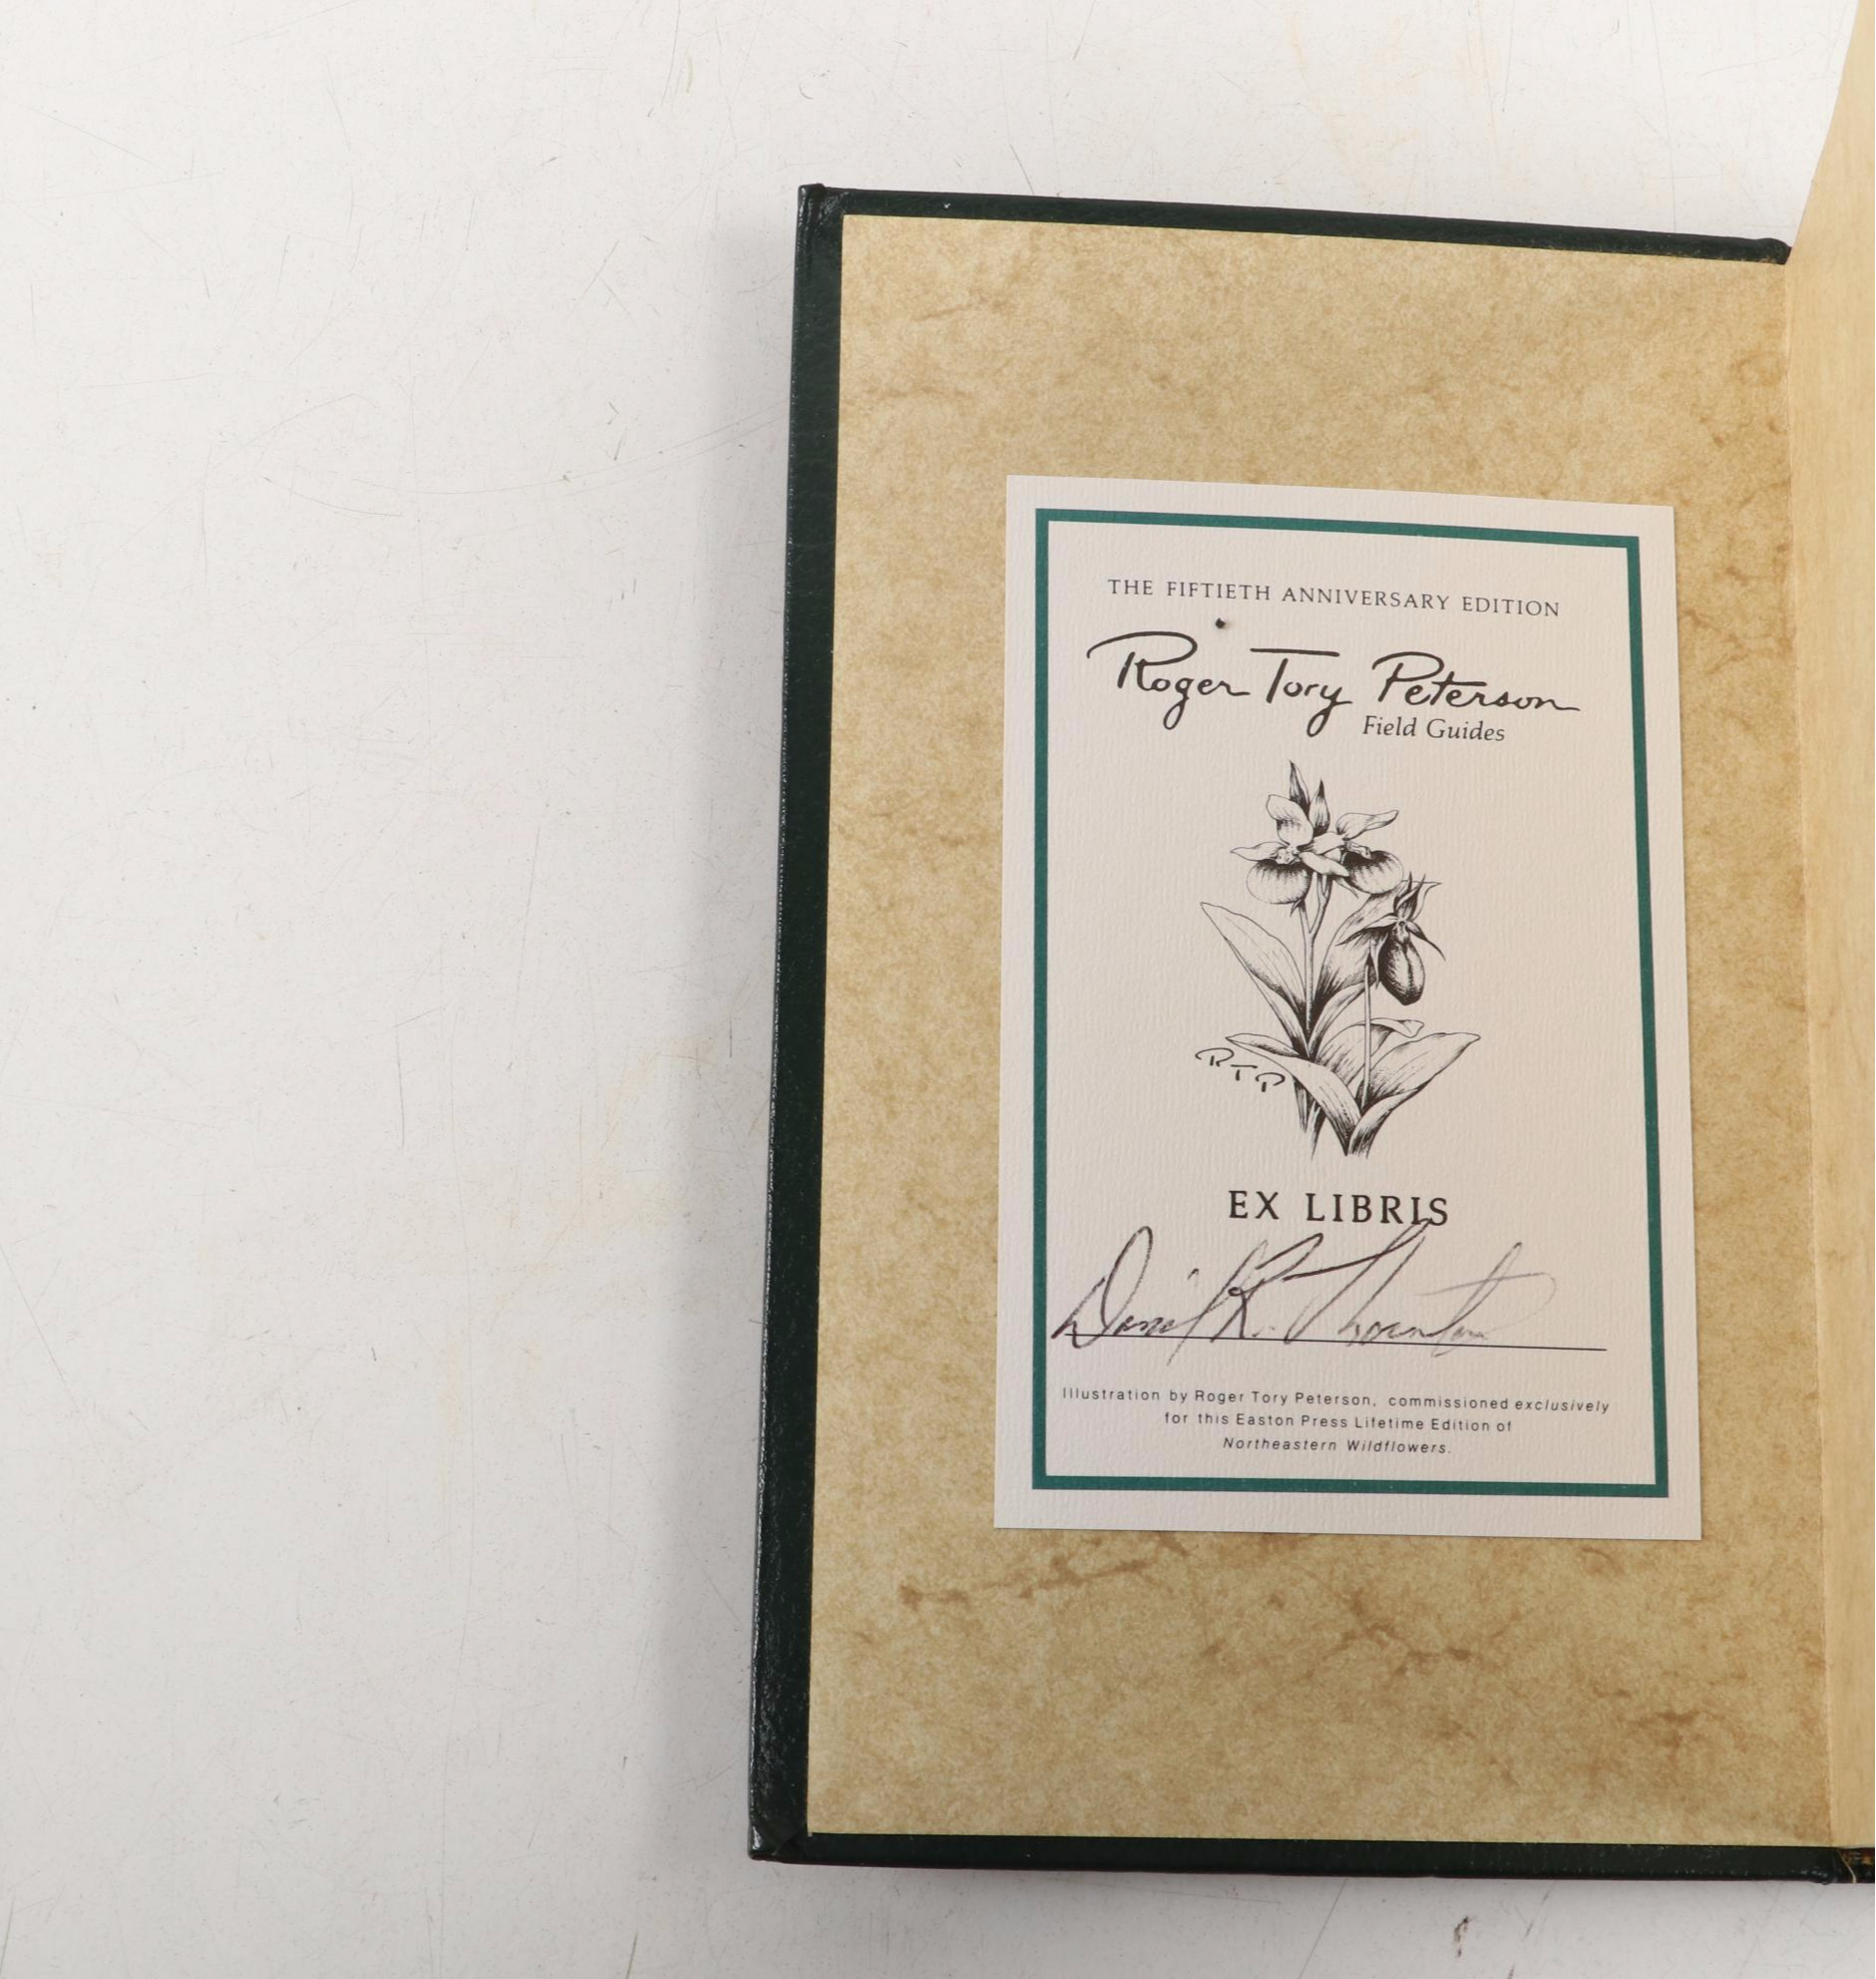 THE FIFTIETH ANNIVERSARY EDITION
Roger Tory Peterson
Field Guides
RTP
EX LIBRIS
R.
Illustration by Roger Tory Peterson, commissioned exclusively
for this Easton Press Lifetime Edition of
Northeastern Wildflowers.